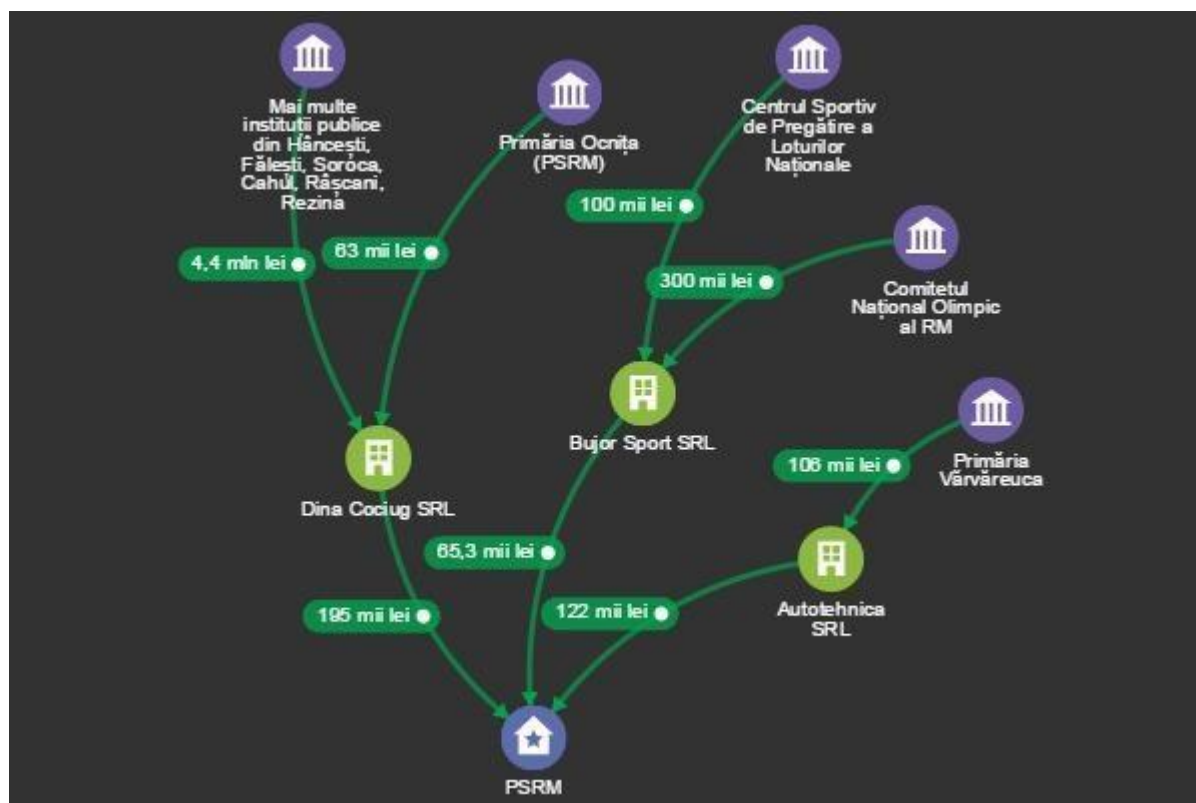 Mai multe
institutii publice
din Hâncești,
Fălești, Soroca,
Cahul, Râșcani,
Rezina
Primăria Ocnița
(PSRM)
Centrul Sportiv
de Pregătire a
Loturilor
Naționale
100 mii lei
63 mii lei
4,4 mln lei
300 mii lei
Comitetul
Național Olimpic
al RM
Bujor Sport SRL
106 mii lei
Primăria
Vărvăreuca
Dina Cociug SRL
65,3 mii lei
195 mii lei
122 mii lei
Autotehnica
SRL
PSRM